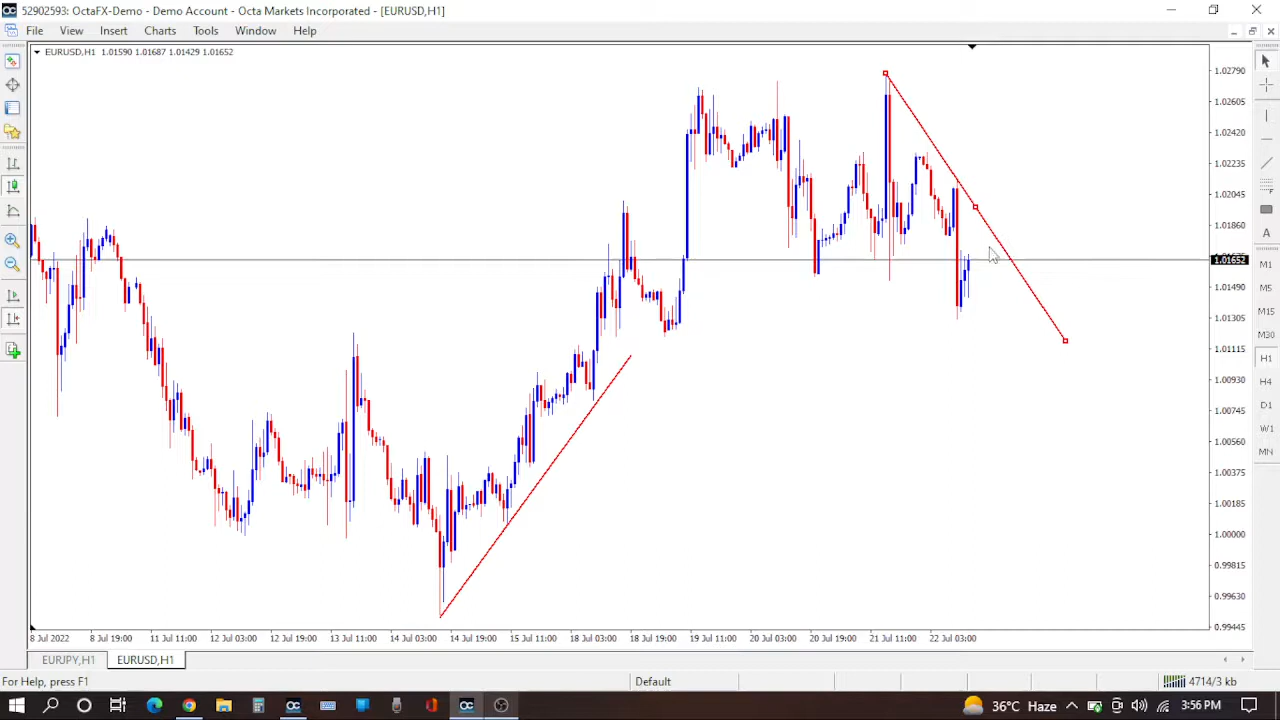 52902593: OctaFX-Demo - Demo Account - Octa Markets Incorporated - [EURUSD,H1]
File View Insert Charts Tools Window Help
EURUSD,H1 1.01590 1.01687 1.01429 1.01652
1.02790
1.02605
1.02420
1.02235
1.02045
1.01860
1.01652
1.01490
1.01305
1.01115
1.00930
1.00745
1.00560
1.00375
1.00185
1.00000
0.99815
0.99630
0.99445
A
M1
M5
M15
M30
H1
H4
D1
W1
MN
8 Jul 2022 8 Jul 19:00 11 Jul 11:00 12 Jul 03:00 12 Jul 19:00 13 Jul 11:00 14 Jul 03:00 14 Jul 19:00 15 Jul 11:00 18 Jul 03:00 18 Jul 19:00 19 Jul 11:00 20 Jul 03:00 20 Jul 19:00 21 Jul 11:00 22 Jul 03:00
EURJPY,H1 EURUSD,H1
For Help, press F1 Default 4714/3 kb
36°C Haze 3:56 PM